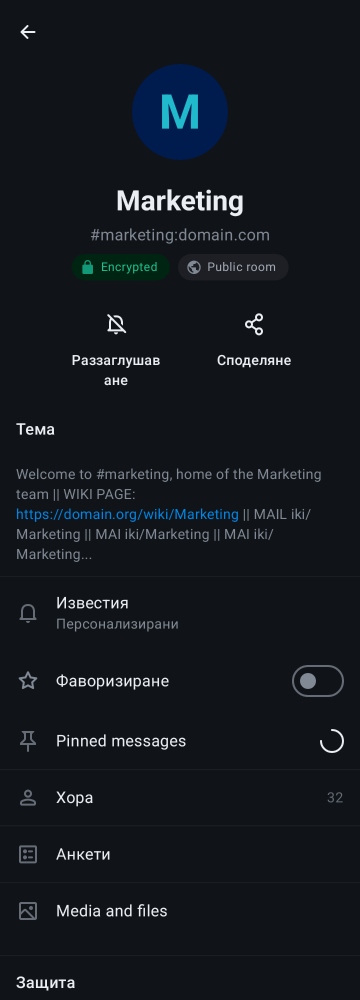 M
Marketing
#marketing:domain.com
Encrypted
Public room
Раззаглушав
ане
Споделяне
Тема
Welcome to #marketing, home of the Marketing
team || WIKI PAGE:
https://domain.org/wiki/Marketing || MAIL iki/
Marketing || MAI iki/Marketing || MAI iki/
Marketing...
Известия
Персонализирани
Фаворизиране
Pinned messages
Хора
32
Анкети
Media and files
Защита